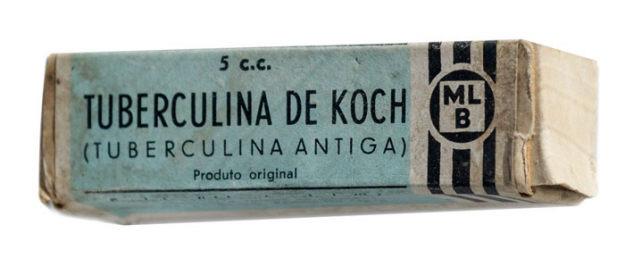 5 c.c.
TUBERCULINA DE KOCH
(TUBERCULINA ANTIGA)
Produto original
ML
B